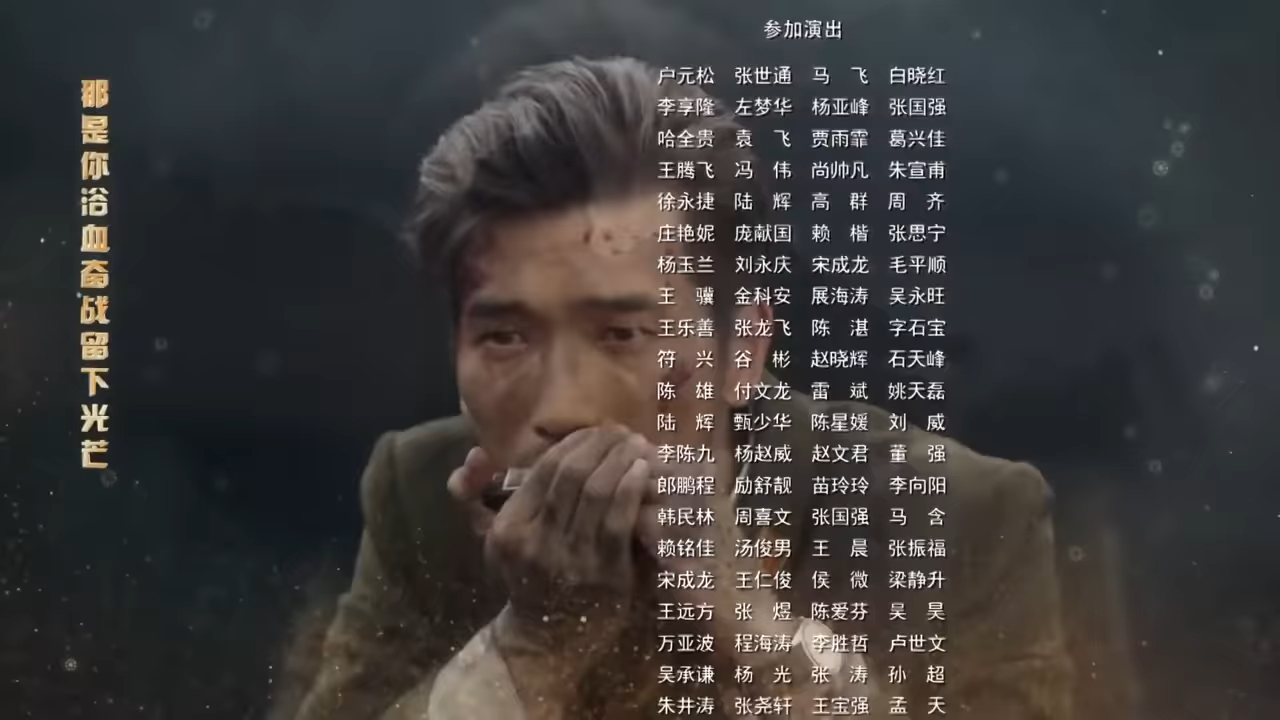 参加演出
户元松 张世通 马 飞 白晓红
李享隆 左梦华 杨亚峰 张国强
哈全贵 袁 飞 贾雨霏 葛兴佳
王腾飞 冯 伟 尚帅凡 朱宣甫
徐永捷 陆 辉 高 群 周 齐
庄艳妮 庞献国 赖 楷 张思宁
杨玉兰 刘永庆 宋成龙 毛平顺
王 骥 金科安 展海涛 吴永旺
王乐善 张龙飞 陈 湛 字石宝
符 兴 谷 彬 赵晓辉 石天峰
陈 雄 付文龙 雷 斌 姚天磊
陆 辉 甄少华 陈星媛 刘 威
李陈九 杨赵威 赵文君 董 强
郎鹏程 励舒靓 苗玲玲 李向阳
韩民林 周喜文 张国强 马 含
赖铭佳 汤俊男 王 晨 张振福
宋成龙 王仁俊 侯 微 梁静升
王远方 张 煜 陈爱芬 吴 昊
万亚波 程海涛 李胜哲 卢世文
吴承谦 杨 光 张 涛 孙 超
朱井涛 张尧轩 王宝强 孟 天
那是你浴血奋战留下光芒